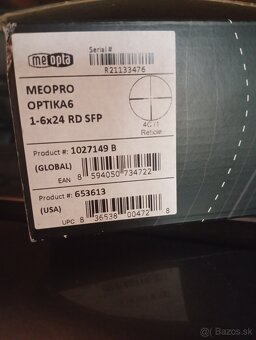 meopta
Serial#
R21133476
MEOPRO
OPTIKA6
1-6x24 RD SFP
Reticle
Product #: 1027149 B
(GLOBAL)
EAN 8 594050 734722
Product #: 653613
(USA)
UPC 8 36538 00472 8
Bazos.sk